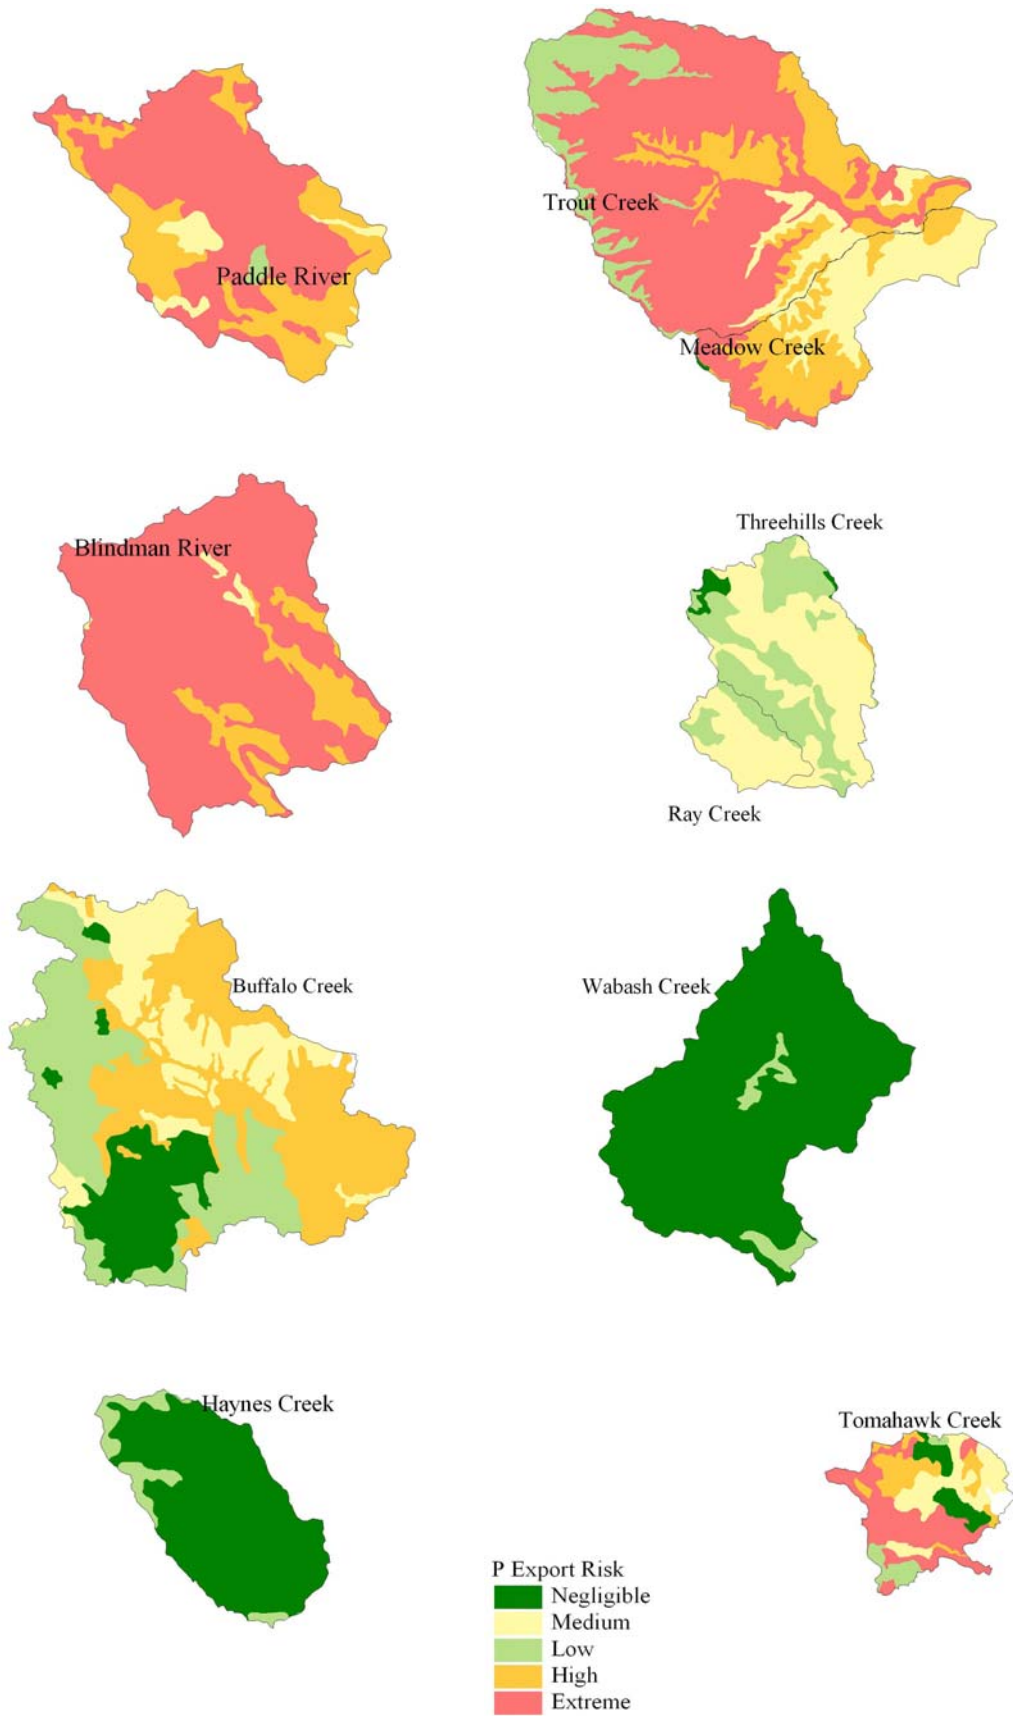 Trout Creek
Paddle River
Meadow Creek
Threehills Creek
Blindman River
Ray Creek
Buffalo Creek
Wabash Creek
Haynes Creek
Tomahawk Creek
P Export Risk
Negligible
Medium
Low
High
Extreme